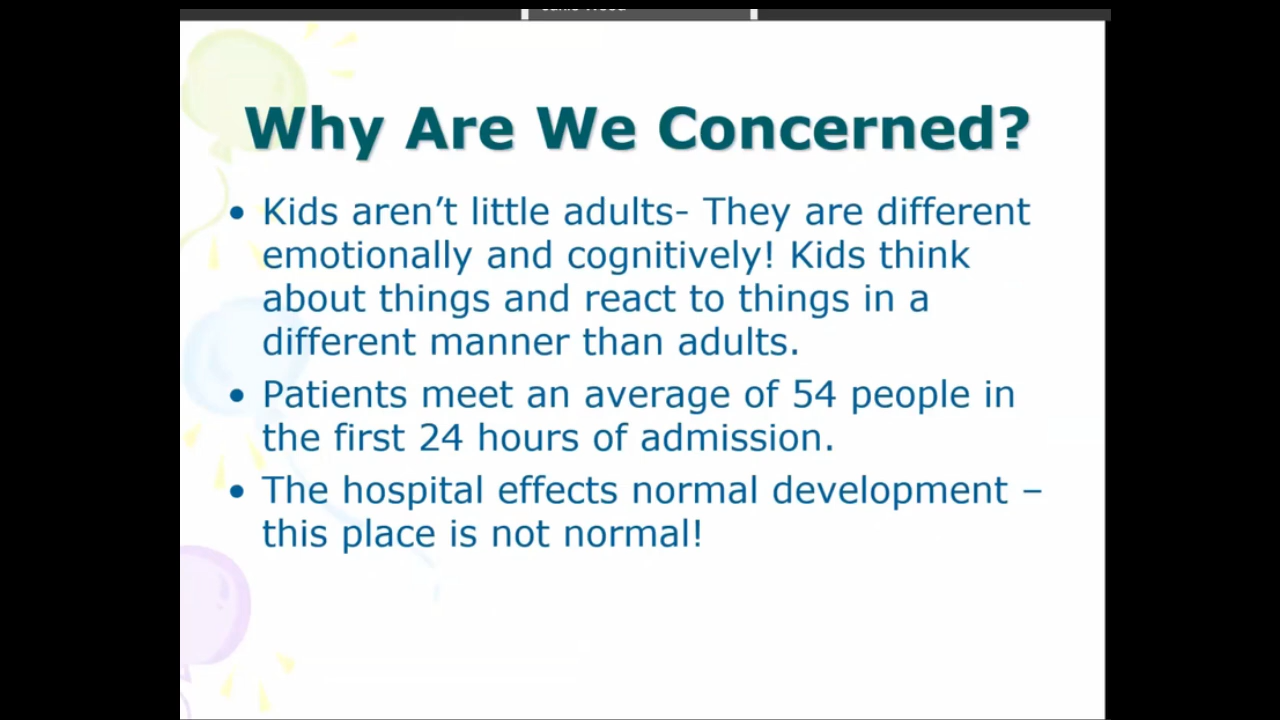 Why Are We Concerned?
• Kids aren’t little adults- They are different
emotionally and cognitively! Kids think
about things and react to things in a
different manner than adults.
• Patients meet an average of 54 people in
the first 24 hours of admission.
• The hospital effects normal development –
this place is not normal!